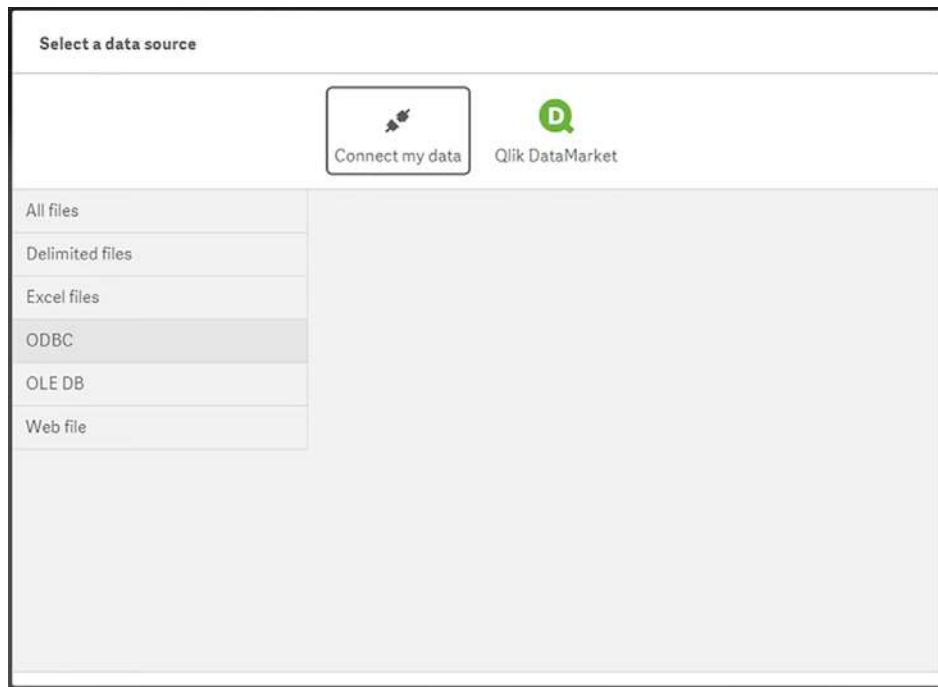 Select a data source
Connect my data
Qlik DataMarket
All files
Delimited files
Excel files
ODBC
OLE DB
Web file